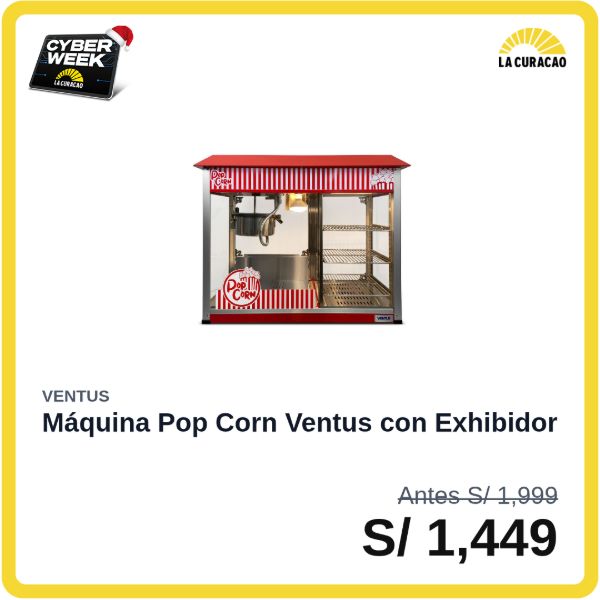 CYBER
WEEK
LA CURACAO
LA CURACAO
POP
CORN
POP
CORN
VENTUS
VENTUS
Máquina Pop Corn Ventus con Exhibidor
Antes S/ 1,999
S/ 1,449